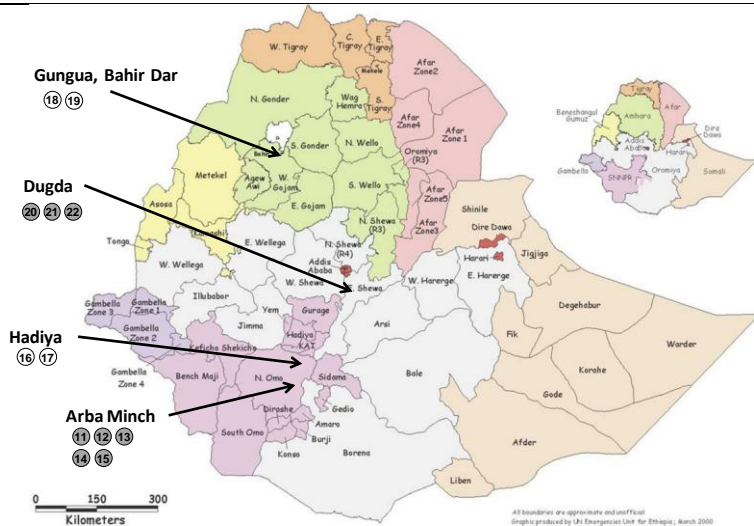 W. Tigray
C. Tigray
E. Tigray
Mekele
S. Tigray
Afar Zone2
Gungua, Bahir Dar
18 19
N. Gonder
Wag Hemra
Afar Zone4
Afar Zone 1
Oromiya (R3)
S. Gonder
N. Wello
Metekel
Agew Awi
W. Gojam
E. Gojam
S. Wello
Afar Zone5
Afar Zone3
N. Shewa (R3)
Dugda
20 21 22
Asosa
Tongo
Shinile
Dire Dawa
Harari
Jigjiga
E. Wellega
N. Shewa (R4)
Addis Ababa
W. Wellega
W. Shewa
E. Shewa
W. Harerge
E. Harerge
Illubabor
Yem
Jimma
Gurage
Hadiya
KAT
Arsi
Degehabur
Gambella Zone 3
Gambella Zone 1
Gambella Zone 2
Gambella Zone 4
Fik
Warder
Korahe
Hadiya
16 17
Keficho Shekicho
Bench Maji
N. Omo
Sidama
Bale
Gode
Arba Minch
11 12 13
14 15
South Omo
Dirashe
Gedio
Amaro
Burji
Konso
Borena
Afder
Liben
Tigray
Afar
Benechangul Gumuz
Amhara
Dire Dawa
Addis Ababa
Harari
Gambella
Oromiya
SNNPR
Somali
0 150 300
Kilometers
All boundaries are approximate and unofficial.
Graphic produced by UN Emergencies Unit for Ethiopia; March 2000